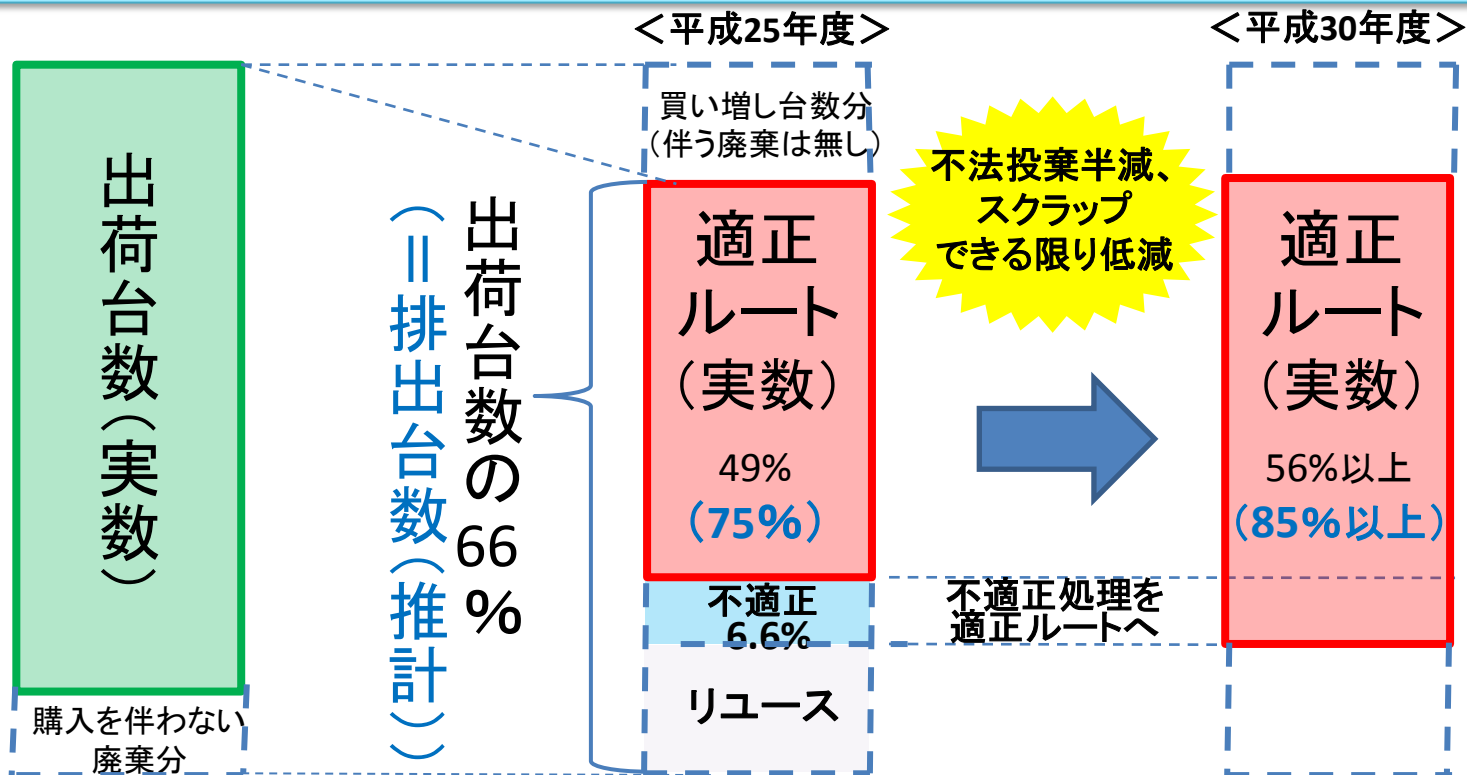 ＜平成25年度＞
＜平成30年度＞
出荷台数（実数）
購入を伴わない
廃棄分
出荷台数の66%
（＝排出台数（推計））
買い増し台数分
（伴う廃棄は無し）
適正
ルート
（実数）
49%
（75%）
不適正
6.6%
リユース
不法投棄半減、
スクラップ
できる限り低減
不適正処理を
適正ルートへ
適正
ルート
（実数）
56%以上
（85%以上）